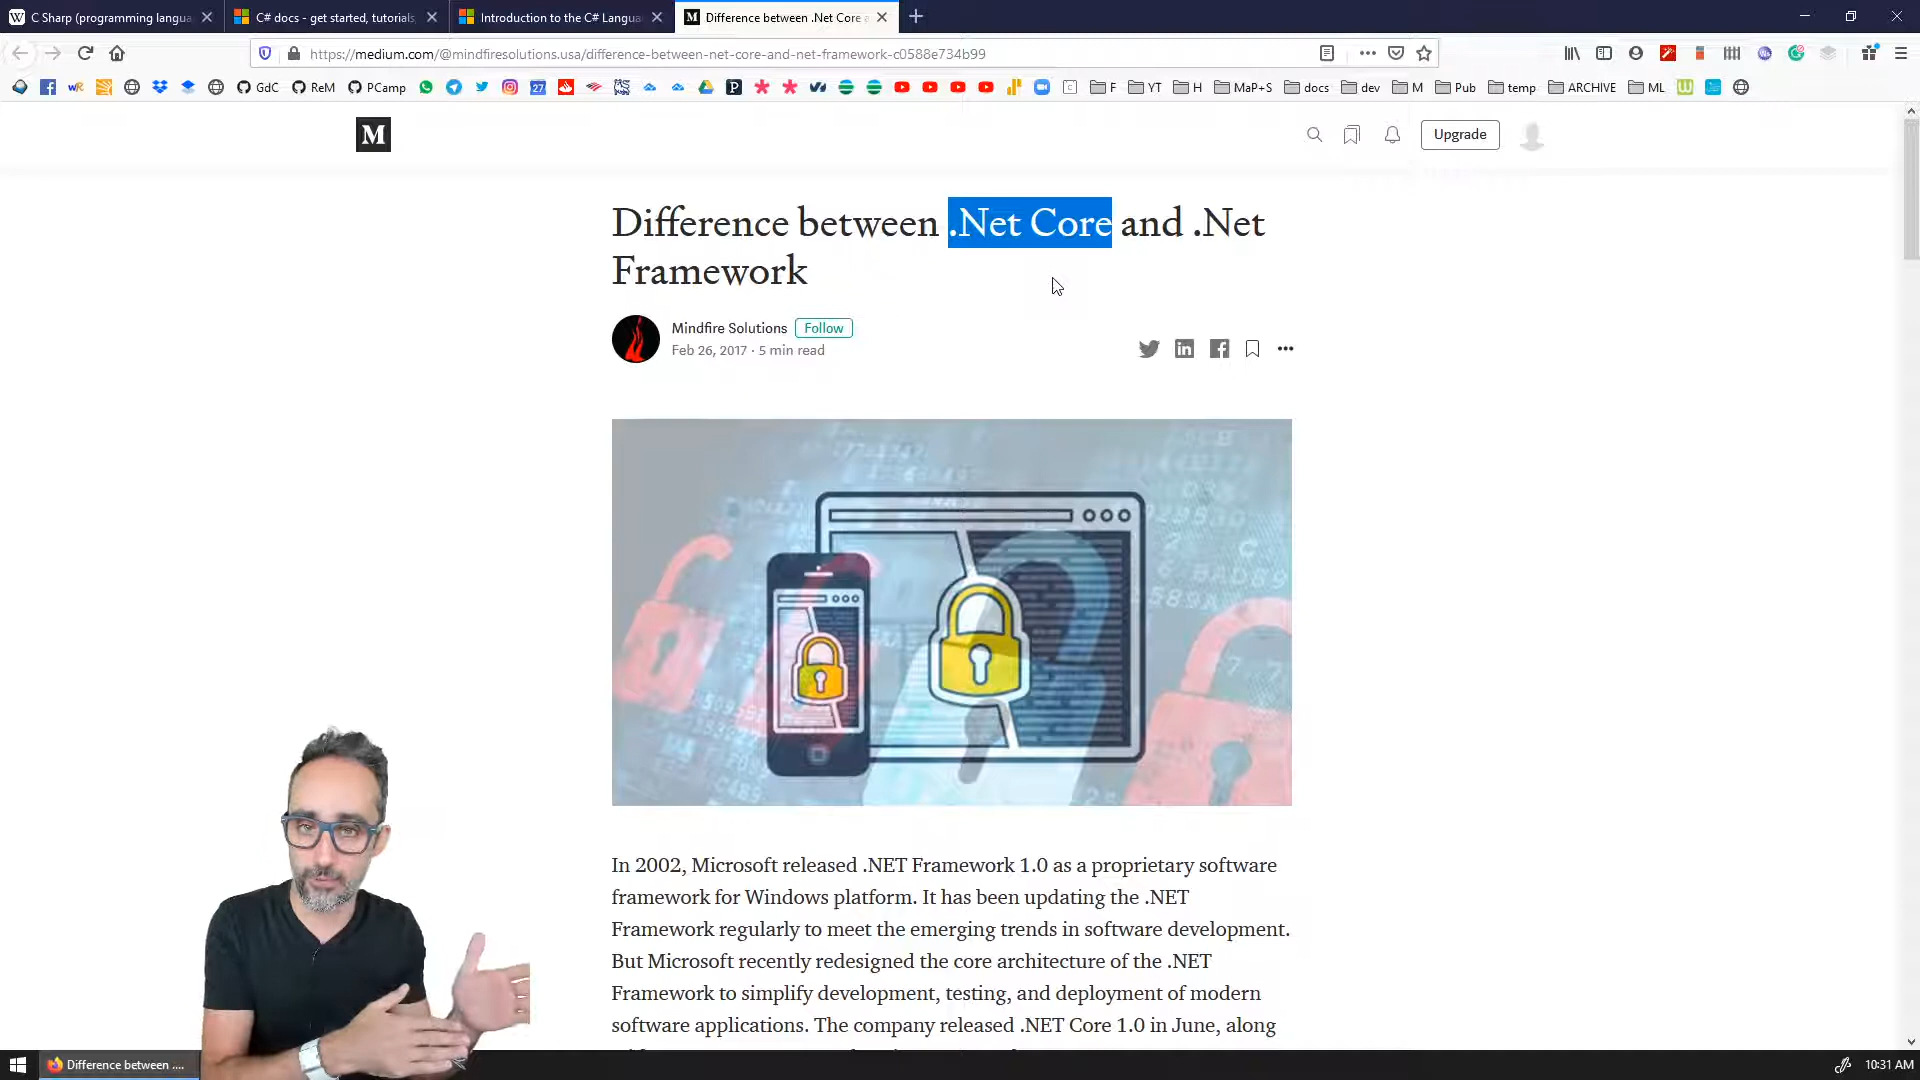 C Sharp (programming langua
C# docs - get started, tutorials,
Introduction to the C# Langua
Difference between .Net Core a
https://medium.com/@mindfiresolutions.usa/difference-between-net-core-and-net-framework-c0588e734b99
GdC
ReM
PCamp
F
YT
H
MaP+S
docs
dev
M
Pub
temp
ARCHIVE
ML
Upgrade
Difference between .Net Core and .Net
Framework
Mindfire Solutions Follow
Feb 26, 2017 · 5 min read
In 2002, Microsoft released .NET Framework 1.0 as a proprietary software
framework for Windows platform. It has been updating the .NET
Framework regularly to meet the emerging trends in software development.
But Microsoft recently redesigned the core architecture of the .NET
Framework to simplify development, testing, and deployment of modern
software applications. The company released .NET Core 1.0 in June, along
Difference between ....
10:31 AM